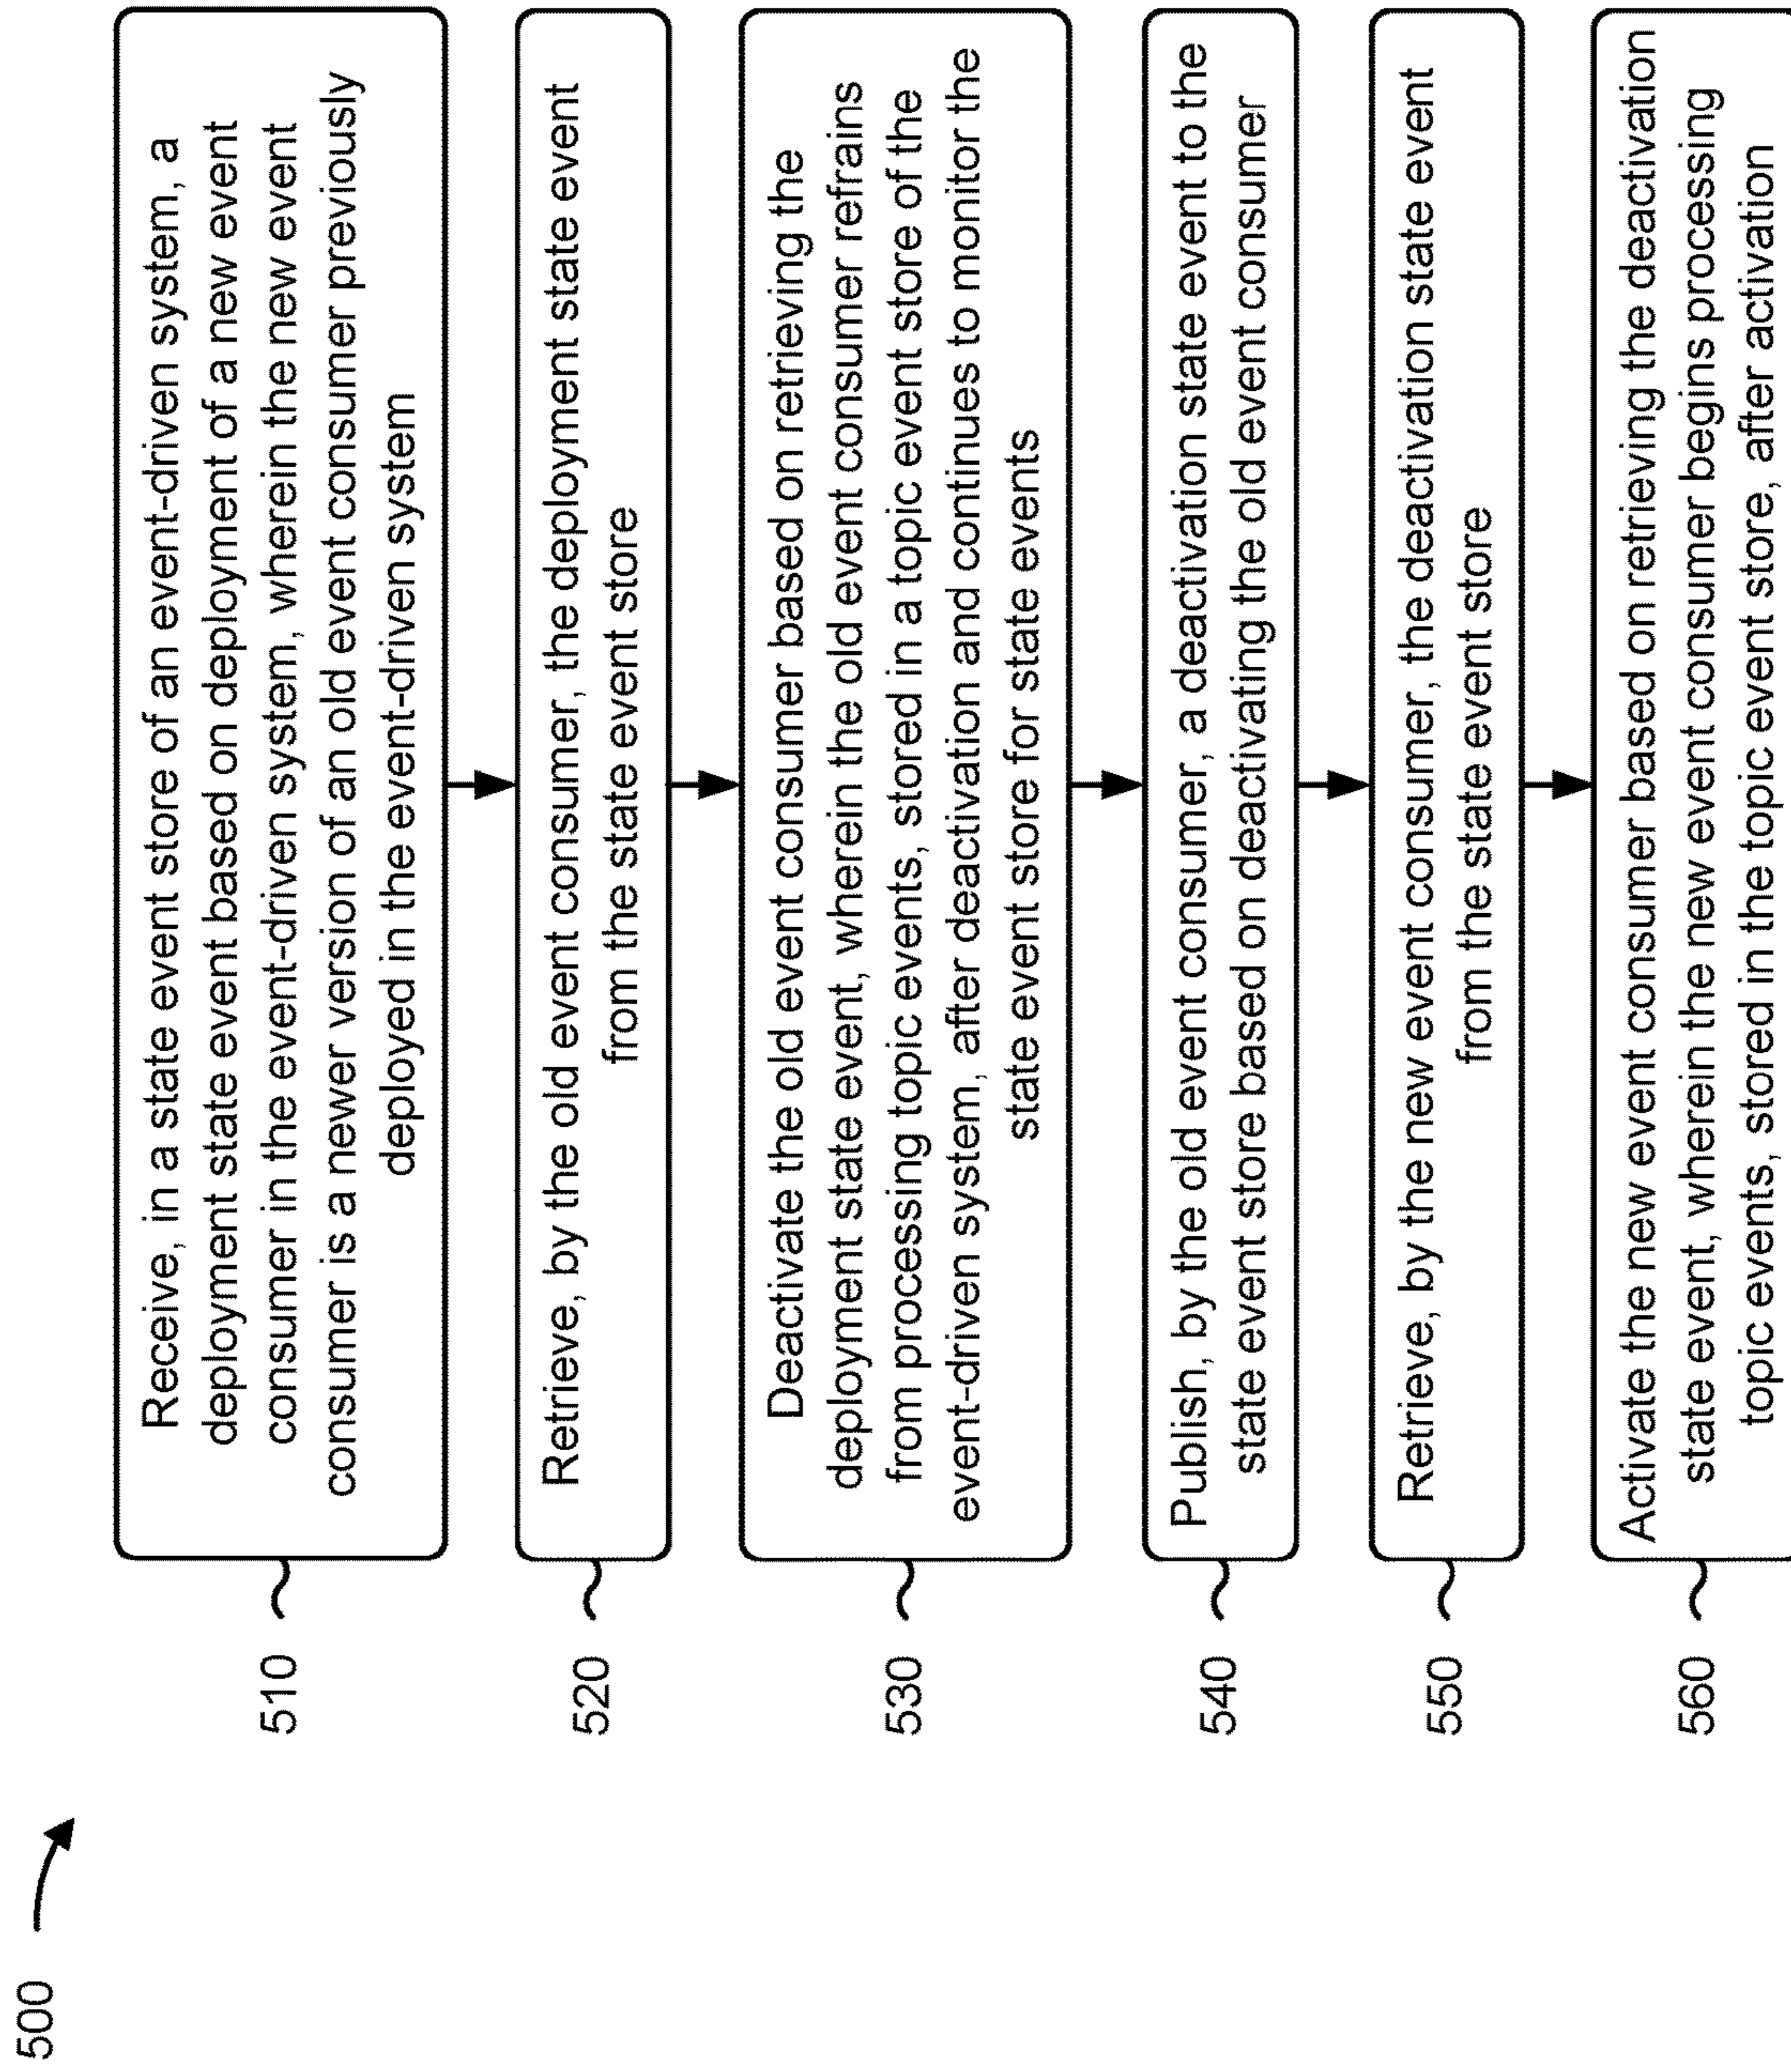 500
510
Receive, in a state event store of an event-driven system, a
deployment state event based on deployment of a new event
consumer in the event-driven system, wherein the new event
consumer is a newer version of an old event consumer previously
deployed in the event-driven system
520
Retrieve, by the old event consumer, the deployment state event
from the state event store
530
Deactivate the old event consumer based on retrieving the
deployment state event, wherein the old event consumer refrains
from processing topic events, stored in a topic event store of the
event-driven system, after deactivation and continues to monitor the
state event store for state events
540
Publish, by the old event consumer, a deactivation state event to the
state event store based on deactivating the old event consumer
550
Retrieve, by the new event consumer, the deactivation state event
from the state event store
560
Activate the new event consumer based on retrieving the deactivation
state event, wherein the new event consumer begins processing
topic events, stored in the topic event store, after activation